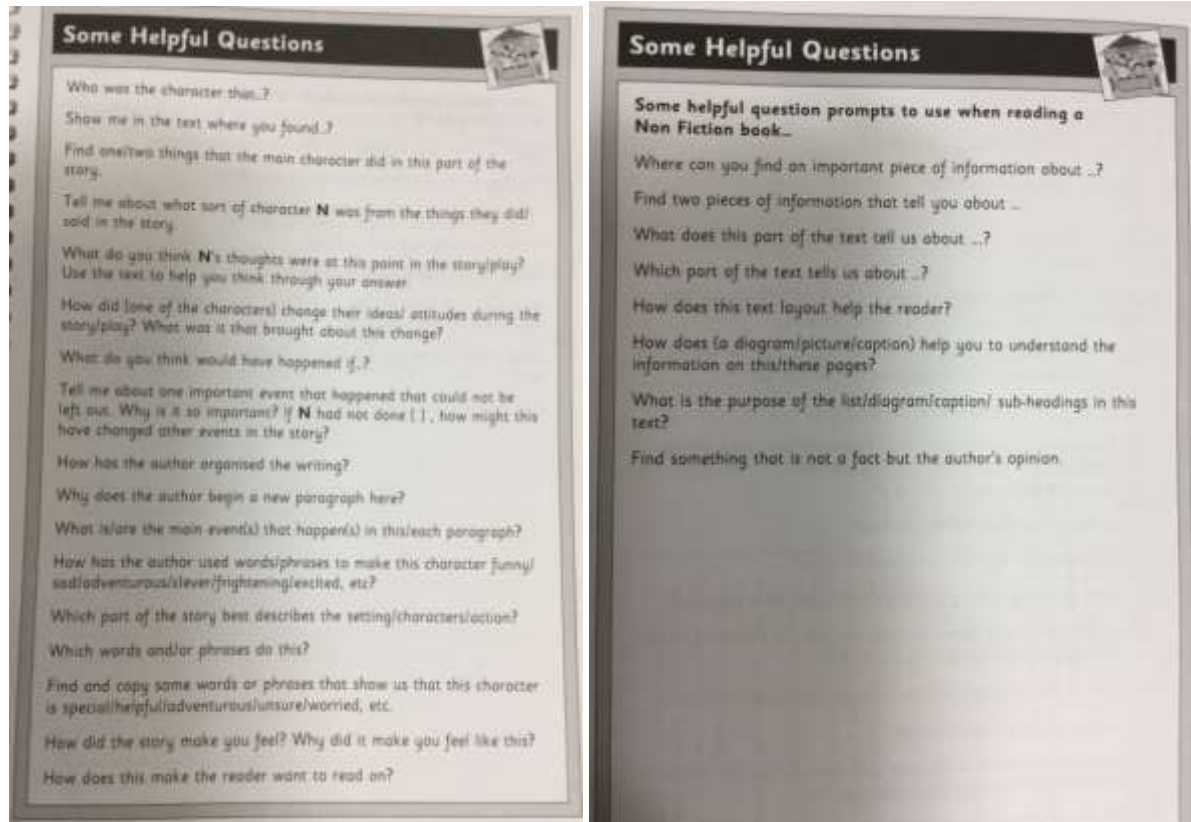 Some Helpful Questions
Who was the character that..?
Show me in the text where you found..?
Find one/two things that the main character did in this part of the
story.
Tell me about what sort of character N was from the things they did/
said in the story.
What do you think N's thoughts were at this point in the story/play?
Use the text to help you think through your answer.
How did (one of the characters) change their ideas/ attitudes during the
story/play? What was it that brought about this change?
What do you think would have happened if..?
Tell me about one important event that happened that could not be
left out. Why is it so important? If N had not done ( ), how might this
have changed other events in the story?
How has the author organised the writing?
Why does the author begin a new paragraph here?
What is/are the main event(s) that happen(s) in this/each paragraph?
How has the author used words/phrases to make this character funny/
sad/adventurous/clever/frightening/excited, etc?
Which part of the story best describes the setting/characters/action?
Which words and/or phrases do this?
Find and copy some words or phrases that show us that this character
is special/helpful/adventurous/unsure/worried, etc.
How did the story make you feel? Why did it make you feel like this?
How does this make the reader want to read on?
Some Helpful Questions
Some helpful question prompts to use when reading a
Non Fiction book...
Where can you find an important piece of information about ..?
Find two pieces of information that tell you about ...
What does this part of the text tell us about ...?
Which part of the text tells us about ..?
How does this text layout help the reader?
How does (a diagram/picture/caption) help you to understand the
information on this/these pages?
What is the purpose of the list/diagram/caption/ sub-headings in this
text?
Find something that is not a fact but the author's opinion.